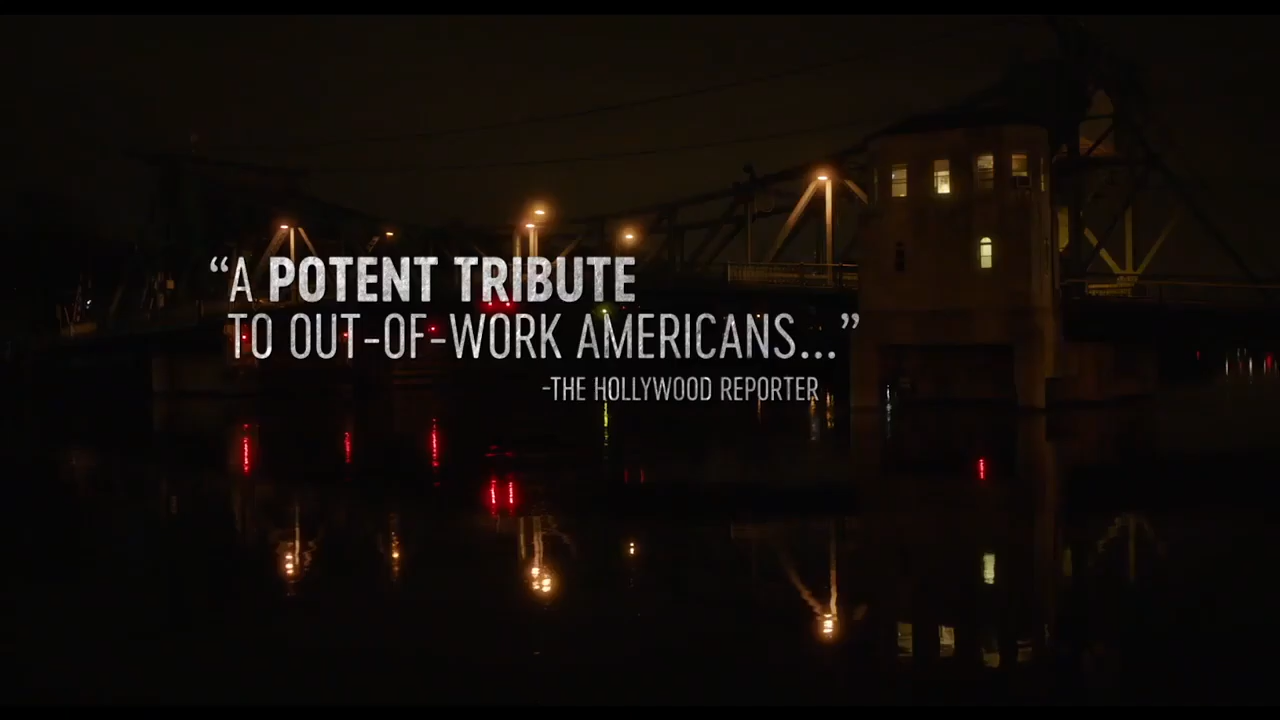 “A POTENT TRIBUTE
TO OUT-OF-WORK AMERICANS...”
-THE HOLLYWOOD REPORTER